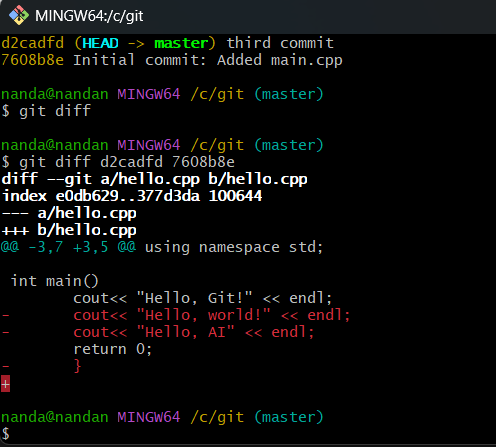 MINGW64:/c/git
d2cadfd (HEAD -> master) third commit
7608b8e Initial commit: Added main.cpp

nanda@nandan MINGW64 /c/git (master)
$ git diff

nanda@nandan MINGW64 /c/git (master)
$ git diff d2cadfd 7608b8e
diff --git a/hello.cpp b/hello.cpp
index e0db629..377d3da 100644
--- a/hello.cpp
+++ b/hello.cpp
@@ -3,7 +3,5 @@ using namespace std;

 int main()
        cout<< "Hello, Git!" << endl;
-       cout<< "Hello, world!" << endl;
-       cout<< "Hello, AI" << endl;
        return 0;
-       }
+

nanda@nandan MINGW64 /c/git (master)
$